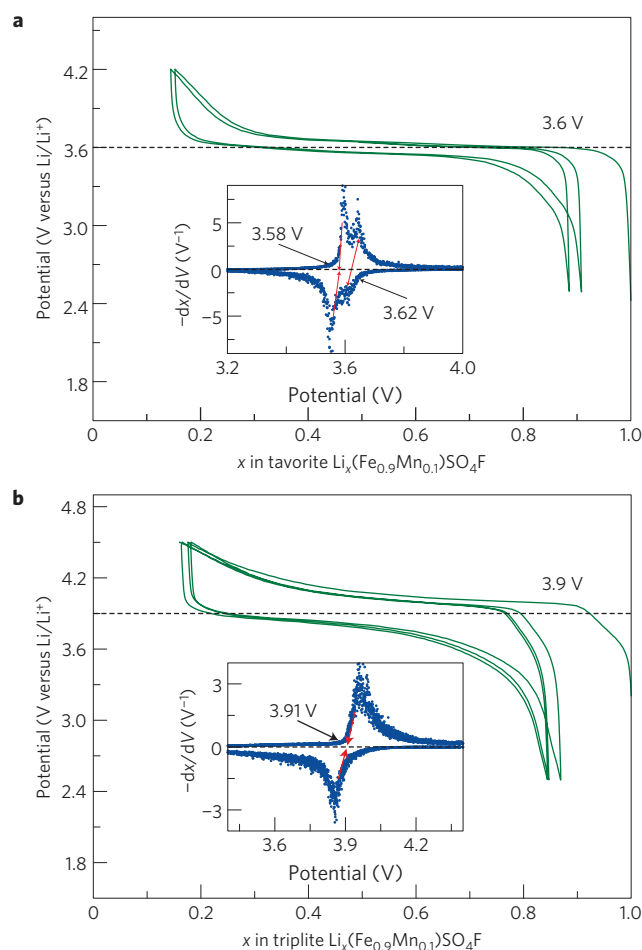 a
4.2
3.6
3.0
2.4
1.8
Potential (V versus Li/Li⁺)
3.6 V
5
0
−5
−dx/dV (V⁻¹)
3.58 V
3.62 V
3.2
3.6
4.0
Potential (V)
0
0.2
0.4
0.6
0.8
1.0
x in tavorite Liₓ(Fe₀.₉Mn₀.₁)SO₄F
b
4.8
4.2
3.6
3.0
2.4
1.8
Potential (V versus Li/Li⁺)
3.9 V
3
0
−3
−dx/dV (V⁻¹)
3.91 V
3.6
3.9
4.2
Potential (V)
0
0.2
0.4
0.6
0.8
1.0
x in triplite Liₓ(Fe₀.₉Mn₀.₁)SO₄F